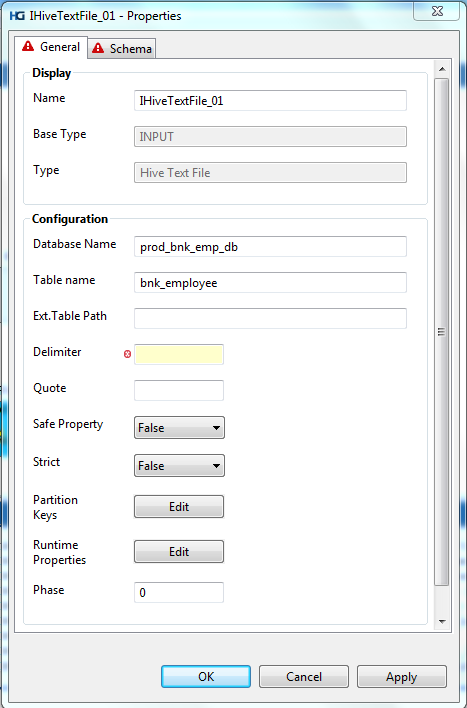 HG IHiveTextFile_01 - Properties
General Schema
Display
Name IHiveTextFile_01
Base Type INPUT
Type Hive Text File
Configuration
Database Name prod_bnk_emp_db
Table name bnk_employee
Ext.Table Path
Delimiter
Quote
Safe Property False
Strict False
Partition
Keys Edit
Runtime
Properties Edit
Phase 0
OK Cancel Apply